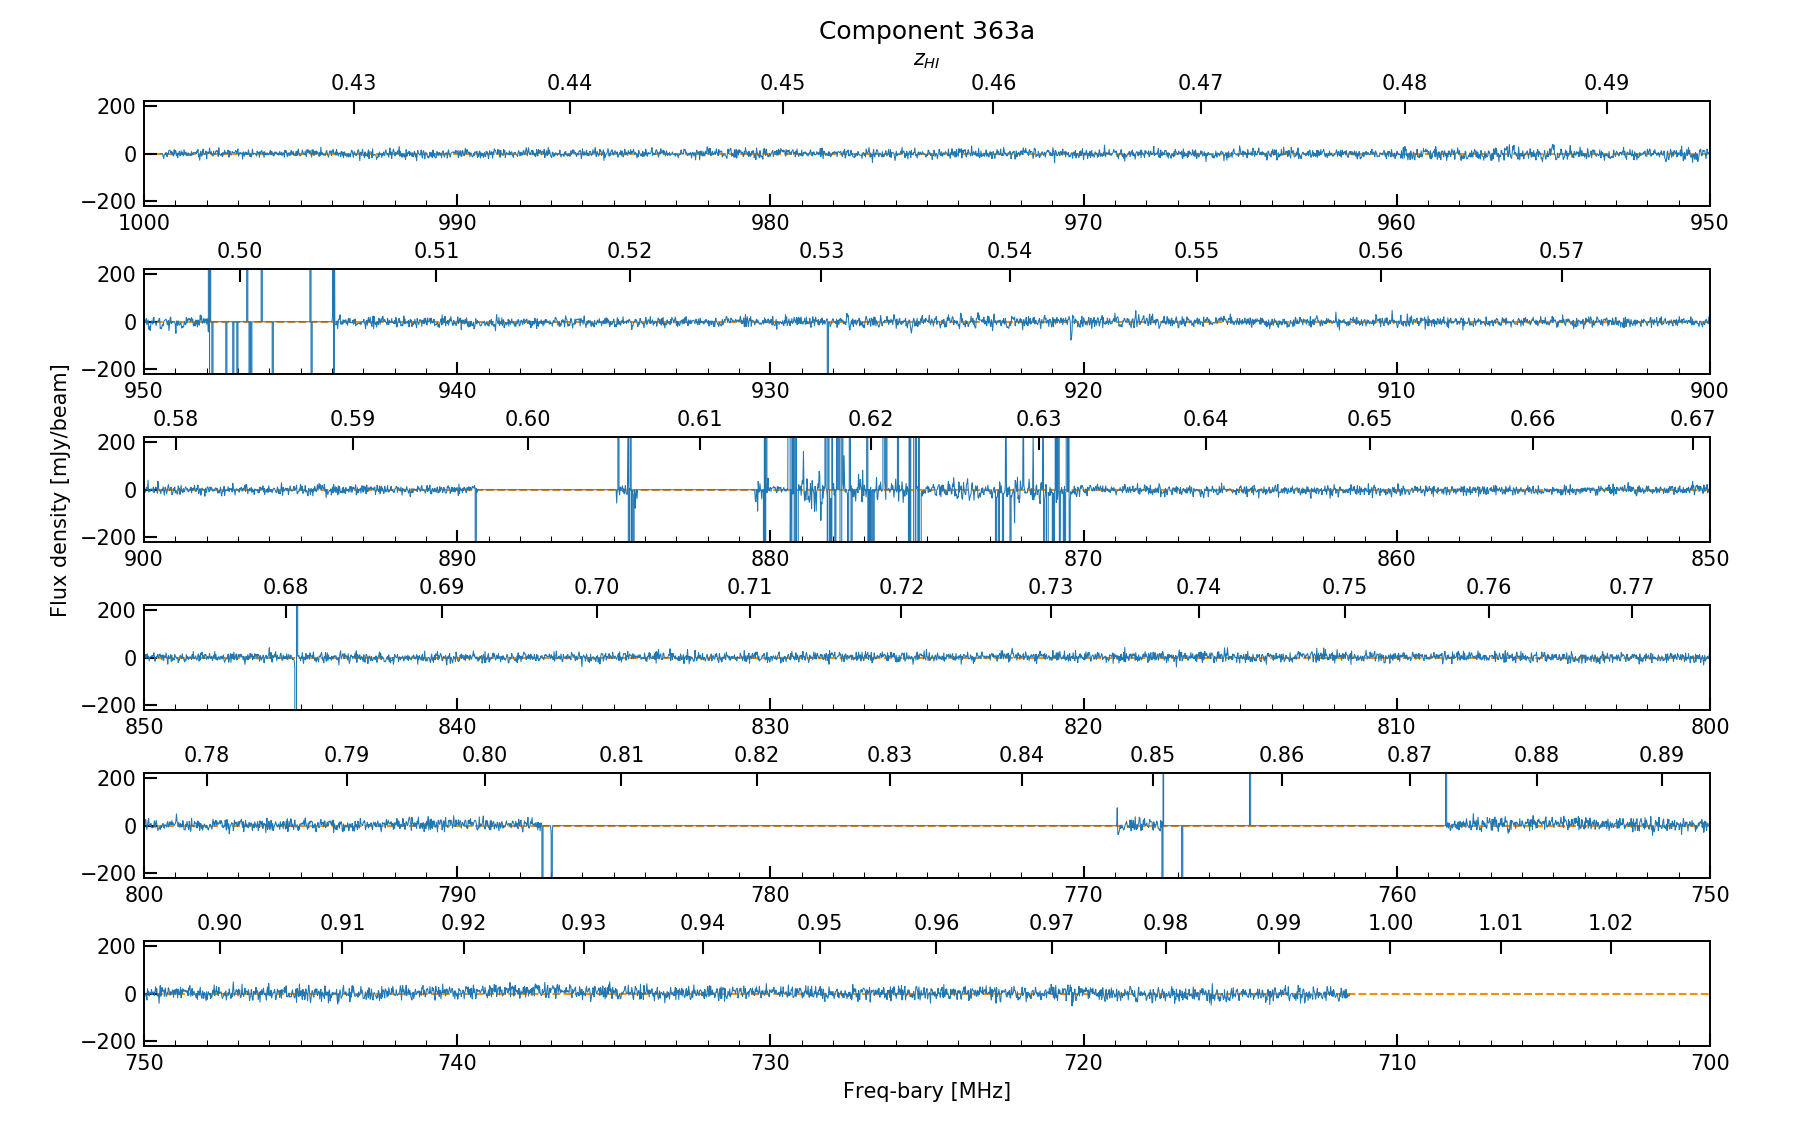 Component 363a
z_HI
0.43 0.44 0.45 0.46 0.47 0.48 0.49
200
0
−200
1000 990 980 970 960 950
0.50 0.51 0.52 0.53 0.54 0.55 0.56 0.57
200
0
−200
950 940 930 920 910 900
0.58 0.59 0.60 0.61 0.62 0.63 0.64 0.65 0.66 0.67
200
0
−200
900 890 880 870 860 850
Flux density [mJy/beam]
0.68 0.69 0.70 0.71 0.72 0.73 0.74 0.75 0.76 0.77
200
0
−200
850 840 830 820 810 800
0.78 0.79 0.80 0.81 0.82 0.83 0.84 0.85 0.86 0.87 0.88 0.89
200
0
−200
800 790 780 770 760 750
0.90 0.91 0.92 0.93 0.94 0.95 0.96 0.97 0.98 0.99 1.00 1.01 1.02
200
0
−200
750 740 730 720 710 700
Freq-bary [MHz]